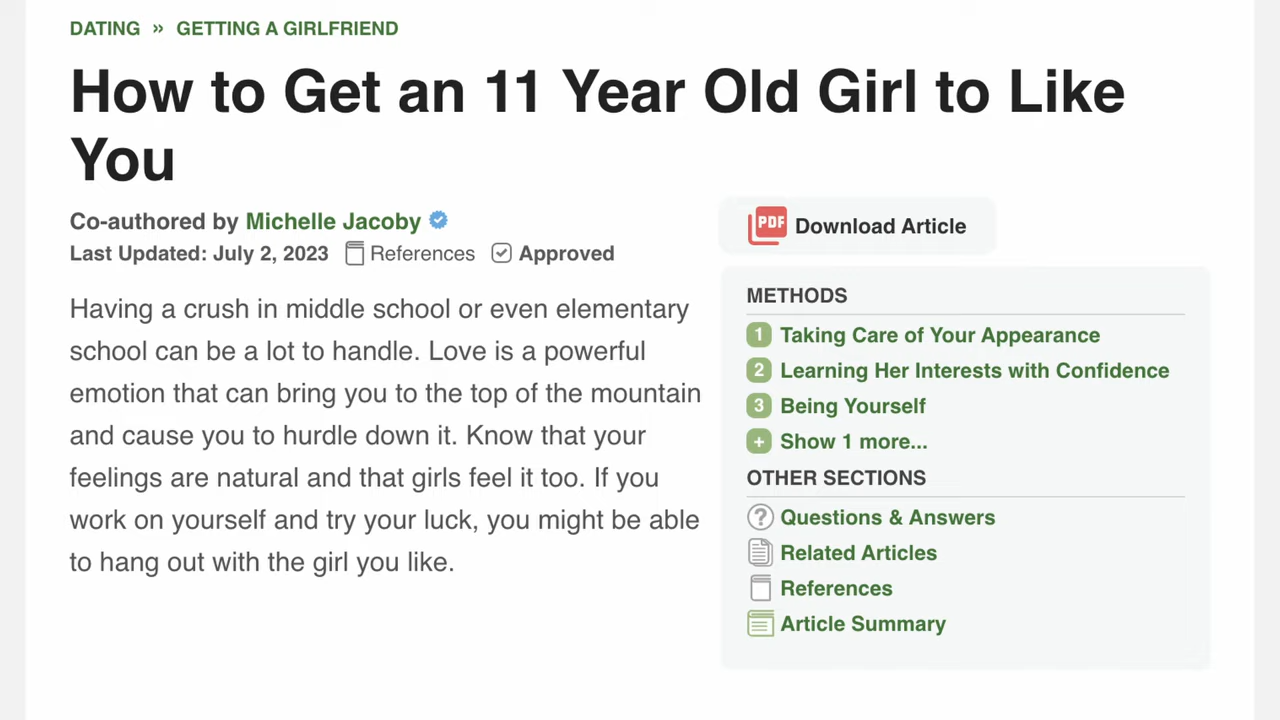 DATING » GETTING A GIRLFRIEND
How to Get an 11 Year Old Girl to Like
You
Co-authored by Michelle Jacoby
Last Updated: July 2, 2023 References Approved
Having a crush in middle school or even elementary
school can be a lot to handle. Love is a powerful
emotion that can bring you to the top of the mountain
and cause you to hurdle down it. Know that your
feelings are natural and that girls feel it too. If you
work on yourself and try your luck, you might be able
to hang out with the girl you like.
PDF Download Article
METHODS
1 Taking Care of Your Appearance
2 Learning Her Interests with Confidence
3 Being Yourself
+ Show 1 more...
OTHER SECTIONS
? Questions & Answers
Related Articles
References
Article Summary